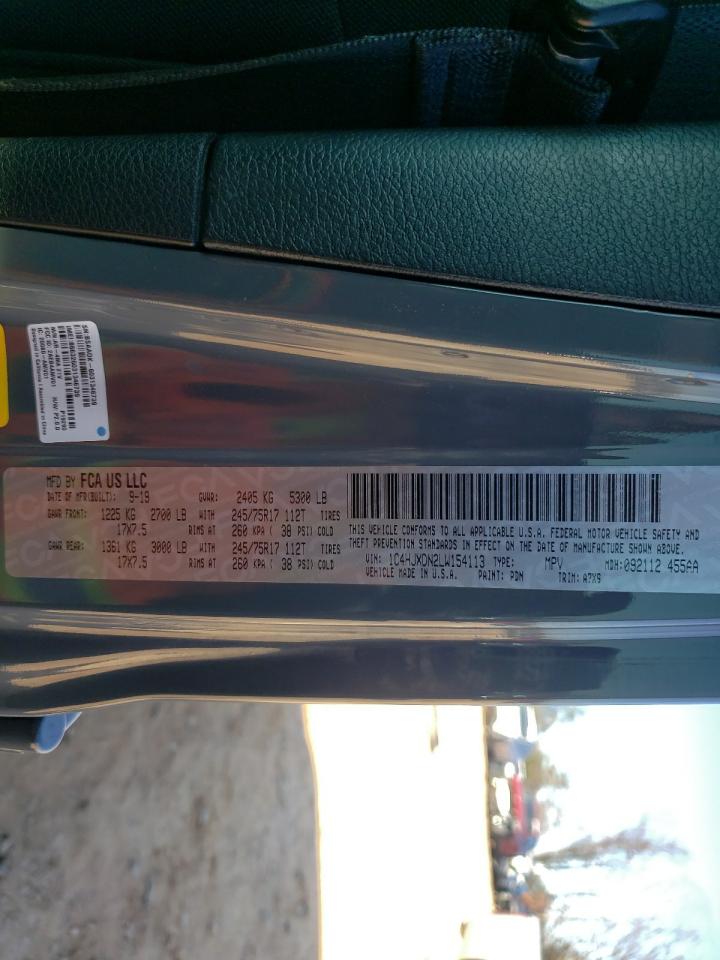 MFD BY FCA US LLC
DATE OF MFR(BUILT): 9-19 GVWR: 2405 KG 5300 LB
GAWR FRONT: 1225 KG 2700 LB WITH 245/75R17 112T TIRES
17X7.5 RIMS AT 260 KPA ( 38 PSI) COLD
GAWR REAR: 1361 KG 3000 LB WITH 245/75R17 112T TIRES
17X7.5 RIMS AT 260 KPA ( 38 PSI) COLD
THIS VEHICLE CONFORMS TO ALL APPLICABLE U.S.A. FEDERAL MOTOR VEHICLE SAFETY AND
THEFT PREVENTION STANDARDS IN EFFECT ON THE DATE OF MANUFACTURE SHOWN ABOVE.
VIN: 1C4HJXDN2LW154113 TYPE: MPV MDH: 092112 455AA
VEHICLE MADE IN U.S.A. PAINT: PDN TRIM: A7X9